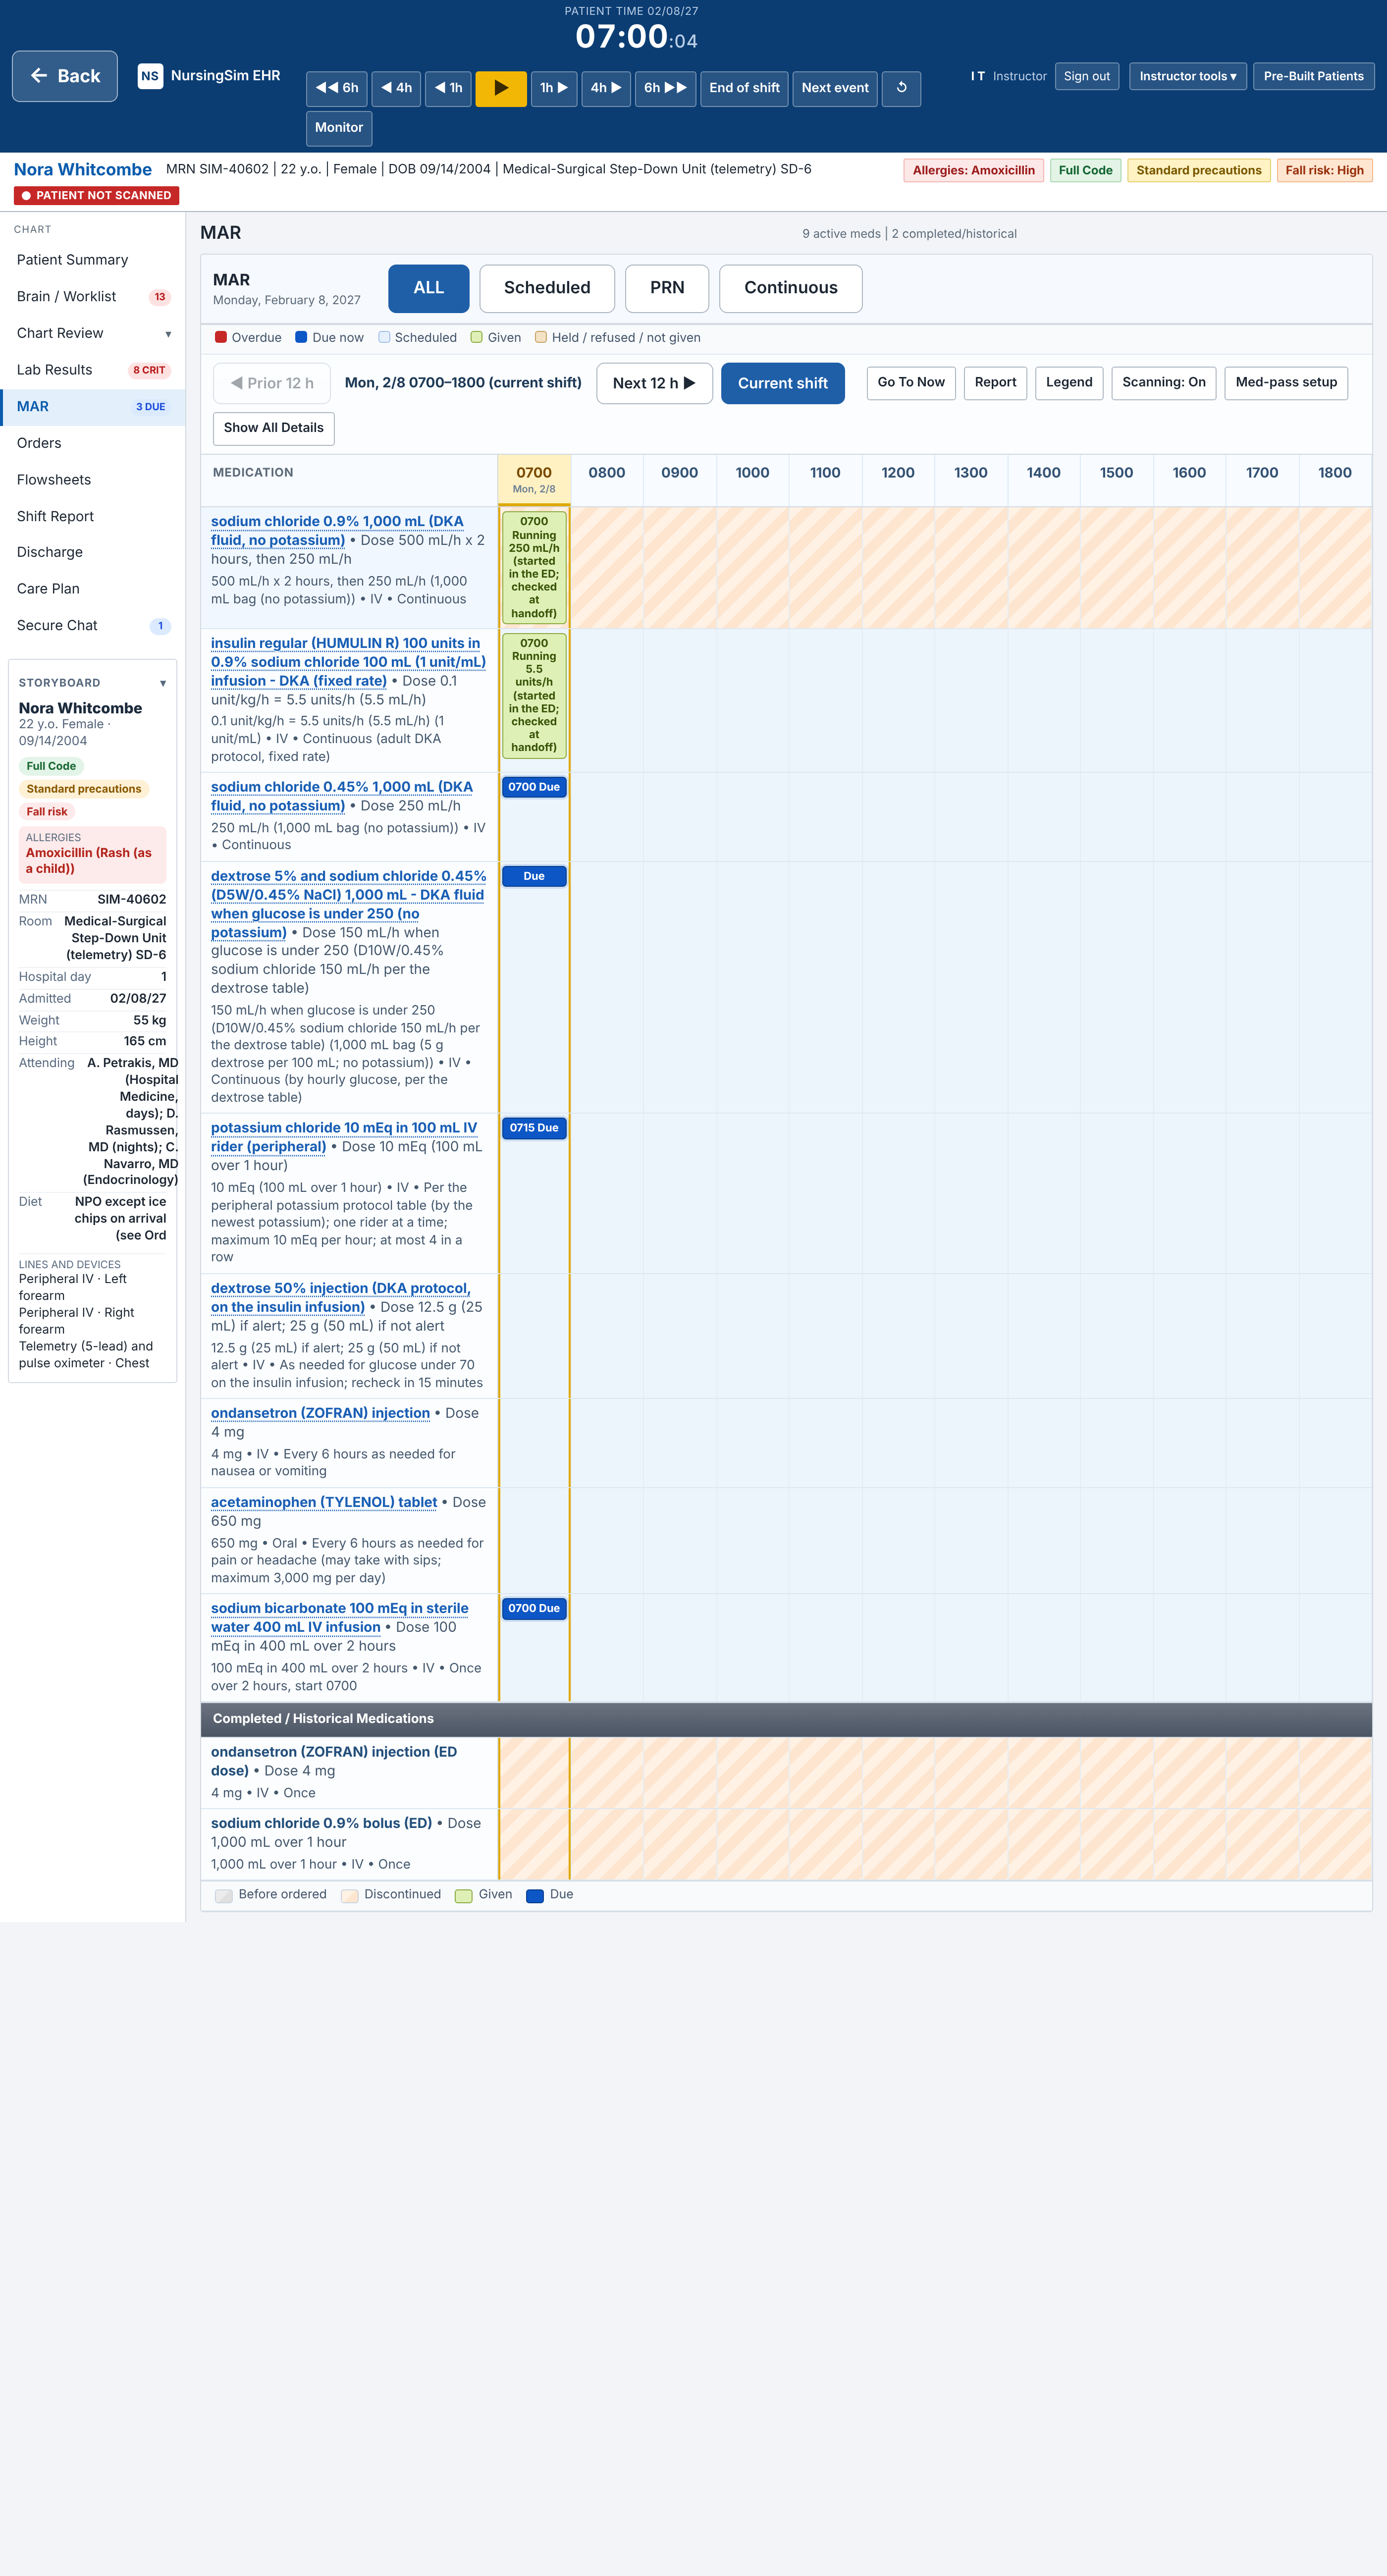 PATIENT TIME 02/08/27
07:00:04
← Back
NS NursingSim EHR
◀◀ 6h ◀ 4h ◀ 1h ▶ 1h ▶ 4h ▶ 6h ▶▶ End of shift Next event ↺
Monitor
I T Instructor Sign out Instructor tools ▾ Pre-Built Patients
Nora Whitcombe MRN SIM-40602 | 22 y.o. | Female | DOB 09/14/2004 | Medical-Surgical Step-Down Unit (telemetry) SD-6
Allergies: Amoxicillin Full Code Standard precautions Fall risk: High
PATIENT NOT SCANNED
CHART
Patient Summary
Brain / Worklist 13
Chart Review ▾
Lab Results 8 CRIT
MAR 3 DUE
Orders
Flowsheets
Shift Report
Discharge
Care Plan
Secure Chat 1
STORYBOARD ▾
Nora Whitcombe
22 y.o. Female ·
09/14/2004
Full Code
Standard precautions
Fall risk
ALLERGIES
Amoxicillin (Rash (as
a child))
MRN SIM-40602
Room Medical-Surgical
Step-Down Unit
(telemetry) SD-6
Hospital day 1
Admitted 02/08/27
Weight 55 kg
Height 165 cm
Attending A. Petrakis, MD
(Hospital
Medicine,
days); D.
Rasmussen,
MD (nights); C.
Navarro, MD
(Endocrinology)
Diet NPO except ice
chips on arrival
(see Ord
LINES AND DEVICES
Peripheral IV · Left
forearm
Peripheral IV · Right
forearm
Telemetry (5-lead) and
pulse oximeter · Chest
MAR
9 active meds | 2 completed/historical
MAR
Monday, February 8, 2027
ALL Scheduled PRN Continuous
Overdue Due now Scheduled Given Held / refused / not given
◀ Prior 12 h Mon, 2/8 0700–1800 (current shift) Next 12 h ▶ Current shift Go To Now Report Legend Scanning: On Med-pass setup
Show All Details
MEDICATION 0700 0800 0900 1000 1100 1200 1300 1400 1500 1600 1700 1800
Mon, 2/8
sodium chloride 0.9% 1,000 mL (DKA
fluid, no potassium) • Dose 500 mL/h x 2
hours, then 250 mL/h
500 mL/h x 2 hours, then 250 mL/h (1,000
mL bag (no potassium)) • IV • Continuous
0700
Running
250 mL/h
(started
in the ED;
checked
at
handoff)
insulin regular (HUMULIN R) 100 units in
0.9% sodium chloride 100 mL (1 unit/mL)
infusion - DKA (fixed rate) • Dose 0.1
unit/kg/h = 5.5 units/h (5.5 mL/h)
0.1 unit/kg/h = 5.5 units/h (5.5 mL/h) (1
unit/mL) • IV • Continuous (adult DKA
protocol, fixed rate)
0700
Running
5.5
units/h
(started
in the ED;
checked
at
handoff)
sodium chloride 0.45% 1,000 mL (DKA
fluid, no potassium) • Dose 250 mL/h
250 mL/h (1,000 mL bag (no potassium)) • IV
• Continuous
0700 Due
dextrose 5% and sodium chloride 0.45%
(D5W/0.45% NaCl) 1,000 mL - DKA fluid
when glucose is under 250 (no
potassium) • Dose 150 mL/h when
glucose is under 250 (D10W/0.45%
sodium chloride 150 mL/h per the
dextrose table)
150 mL/h when glucose is under 250
(D10W/0.45% sodium chloride 150 mL/h per
the dextrose table) (1,000 mL bag (5 g
dextrose per 100 mL; no potassium)) • IV •
Continuous (by hourly glucose, per the
dextrose table)
Due
potassium chloride 10 mEq in 100 mL IV
rider (peripheral) • Dose 10 mEq (100 mL
over 1 hour)
10 mEq (100 mL over 1 hour) • IV • Per the
peripheral potassium protocol table (by the
newest potassium); one rider at a time;
maximum 10 mEq per hour; at most 4 in a
row
0715 Due
dextrose 50% injection (DKA protocol,
on the insulin infusion) • Dose 12.5 g (25
mL) if alert; 25 g (50 mL) if not alert
12.5 g (25 mL) if alert; 25 g (50 mL) if not
alert • IV • As needed for glucose under 70
on the insulin infusion; recheck in 15 minutes
ondansetron (ZOFRAN) injection • Dose
4 mg
4 mg • IV • Every 6 hours as needed for
nausea or vomiting
acetaminophen (TYLENOL) tablet • Dose
650 mg
650 mg • Oral • Every 6 hours as needed for
pain or headache (may take with sips;
maximum 3,000 mg per day)
sodium bicarbonate 100 mEq in sterile
water 400 mL IV infusion • Dose 100
mEq in 400 mL over 2 hours
100 mEq in 400 mL over 2 hours • IV • Once
over 2 hours, start 0700
0700 Due
Completed / Historical Medications
ondansetron (ZOFRAN) injection (ED
dose) • Dose 4 mg
4 mg • IV • Once
sodium chloride 0.9% bolus (ED) • Dose
1,000 mL over 1 hour
1,000 mL over 1 hour • IV • Once
Before ordered Discontinued Given Due